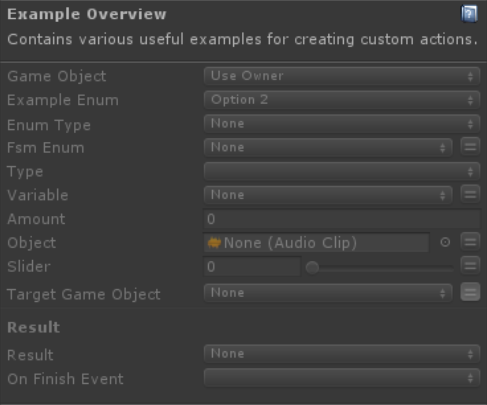 Example Overview
Contains various useful examples for creating custom actions.
Game Object Use Owner
Example Enum Option 2
Enum Type None
Fsm Enum None
Type
Variable None
Amount 0
Object None (Audio Clip)
Slider 0
Target Game Object None
Result
Result None
On Finish Event